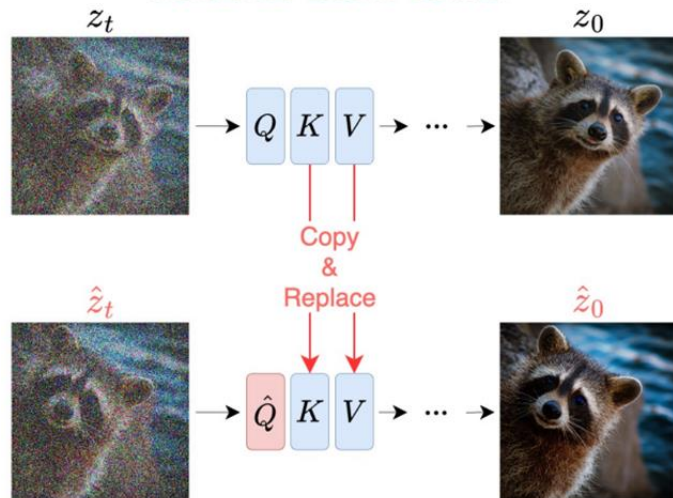 z_t z_0
Q K V ...
Copy
&
Replace
ẑ_t ẑ_0
Q̂ K V ...